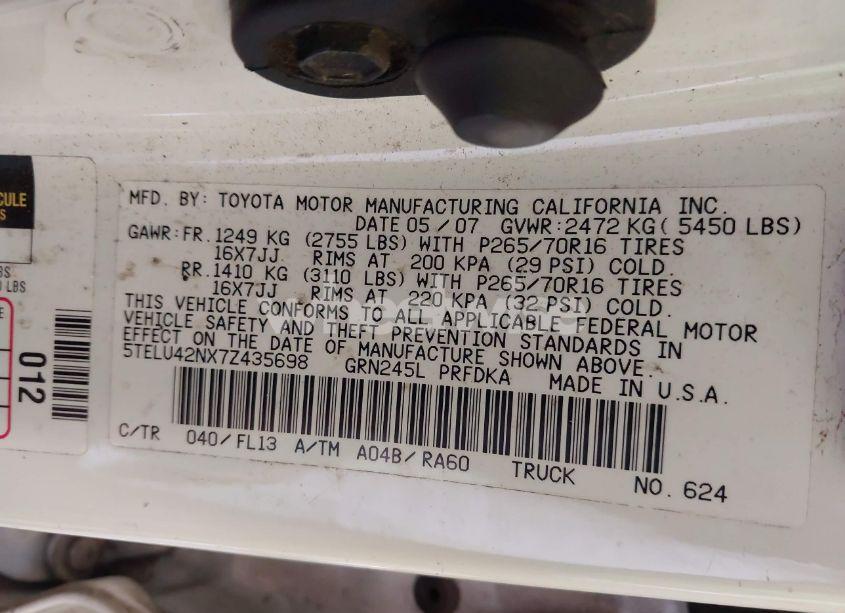 CULE
S
BS
0 LBS
E
012
MFD. BY: TOYOTA MOTOR MANUFACTURING CALIFORNIA INC.
DATE 05 / 07 GVWR: 2472 KG ( 5450 LBS)
GAWR: FR. 1249 KG (2755 LBS) WITH P265/70R16 TIRES
16X7JJ RIMS AT 200 KPA (29 PSI) COLD.
RR. 1410 KG (3110 LBS) WITH P265/70R16 TIRES
16X7JJ RIMS AT 220 KPA (32 PSI) COLD.
THIS VEHICLE CONFORMS TO ALL APPLICABLE FEDERAL MOTOR
VEHICLE SAFETY AND THEFT PREVENTION STANDARDS IN
EFFECT ON THE DATE OF MANUFACTURE SHOWN ABOVE.
5TELU42NX7Z435698 GRN245L PRFDKA MADE IN U.S.A.
C/TR 040/FL13 A/TM A04B/RA60 TRUCK NO. 624